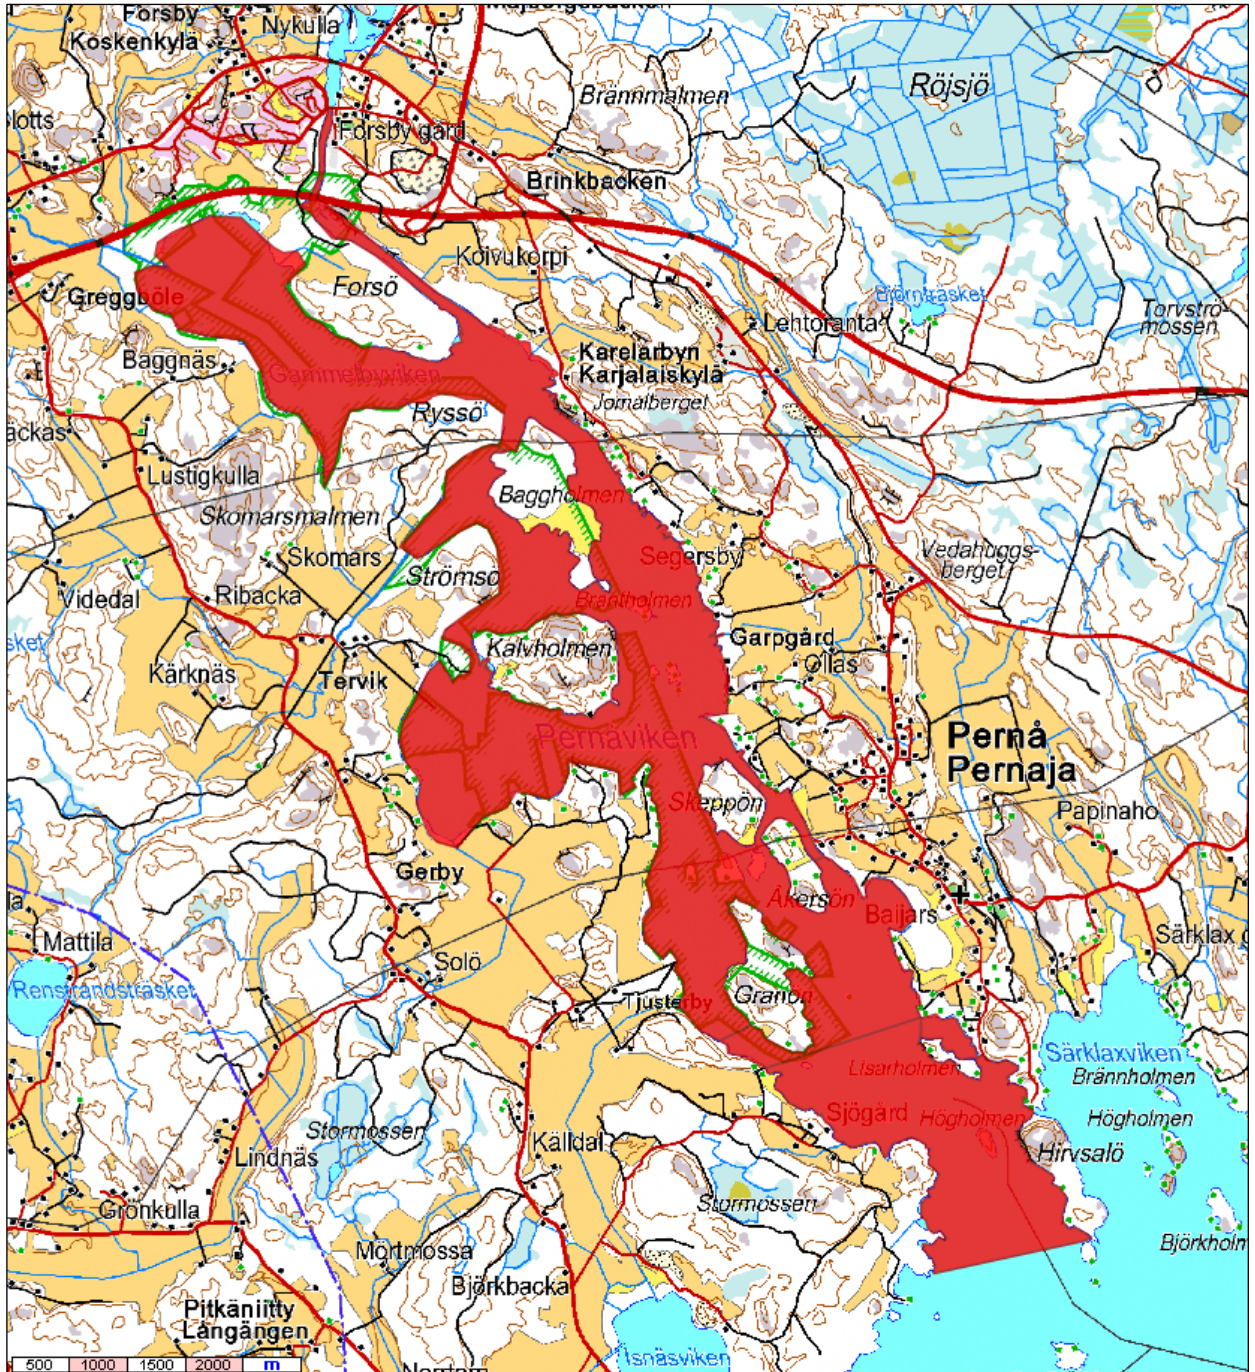 Forsby
Koskenkylä
Nykulla
Röjsjö
Brännmalmen
Forsby gård
Brinkbacken
Koivukorpi
Forsö
Greggböle
Björnträsket
Lehtoranta
Torvströ-
mossen
Baggnäs
Gammelbyviken
Karelarbyn
Karjalaiskylä
Jomalberget
Ryssö
Lustigkulla
Baggholmen
Skomarsmalmen
Skomars
Segersby
Vedahuggs-
berget
Strömsö
Videdal
Ribacka
Brantholmen
Kalvholmen
Garpgård
Ollas
Kärknäs
Tervik
Pernåviken
Pernå
Pernaja
Skeppön
Papinaho
Gerby
Åkersön
Baijars
Mattila
Särklax
Solö
Renstrandsträsket
Tjusterby
Granön
Särklaxviken
Lisarholmen
Brännholmen
Sjögård
Högholmen
Högholmen
Stormossen
Källdal
Hirvsalö
Lindnäs
Stormossen
Grönkulla
Mörtmossa
Björkholm
Björkbacka
Pitkäniitty
Långängen
Isnäsviken
500 1000 1500 2000 m